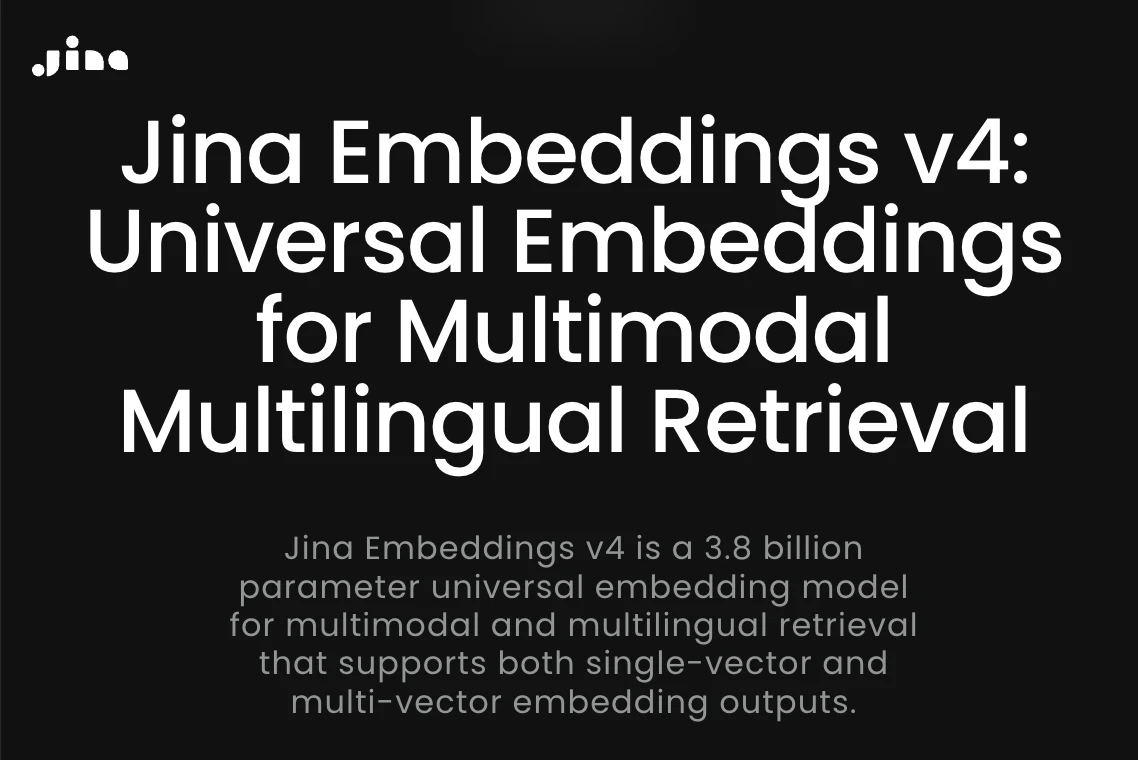 Jina
Jina Embeddings v4:
Universal Embeddings
for Multimodal
Multilingual Retrieval
Jina Embeddings v4 is a 3.8 billion
parameter universal embedding model
for multimodal and multilingual retrieval
that supports both single-vector and
multi-vector embedding outputs.